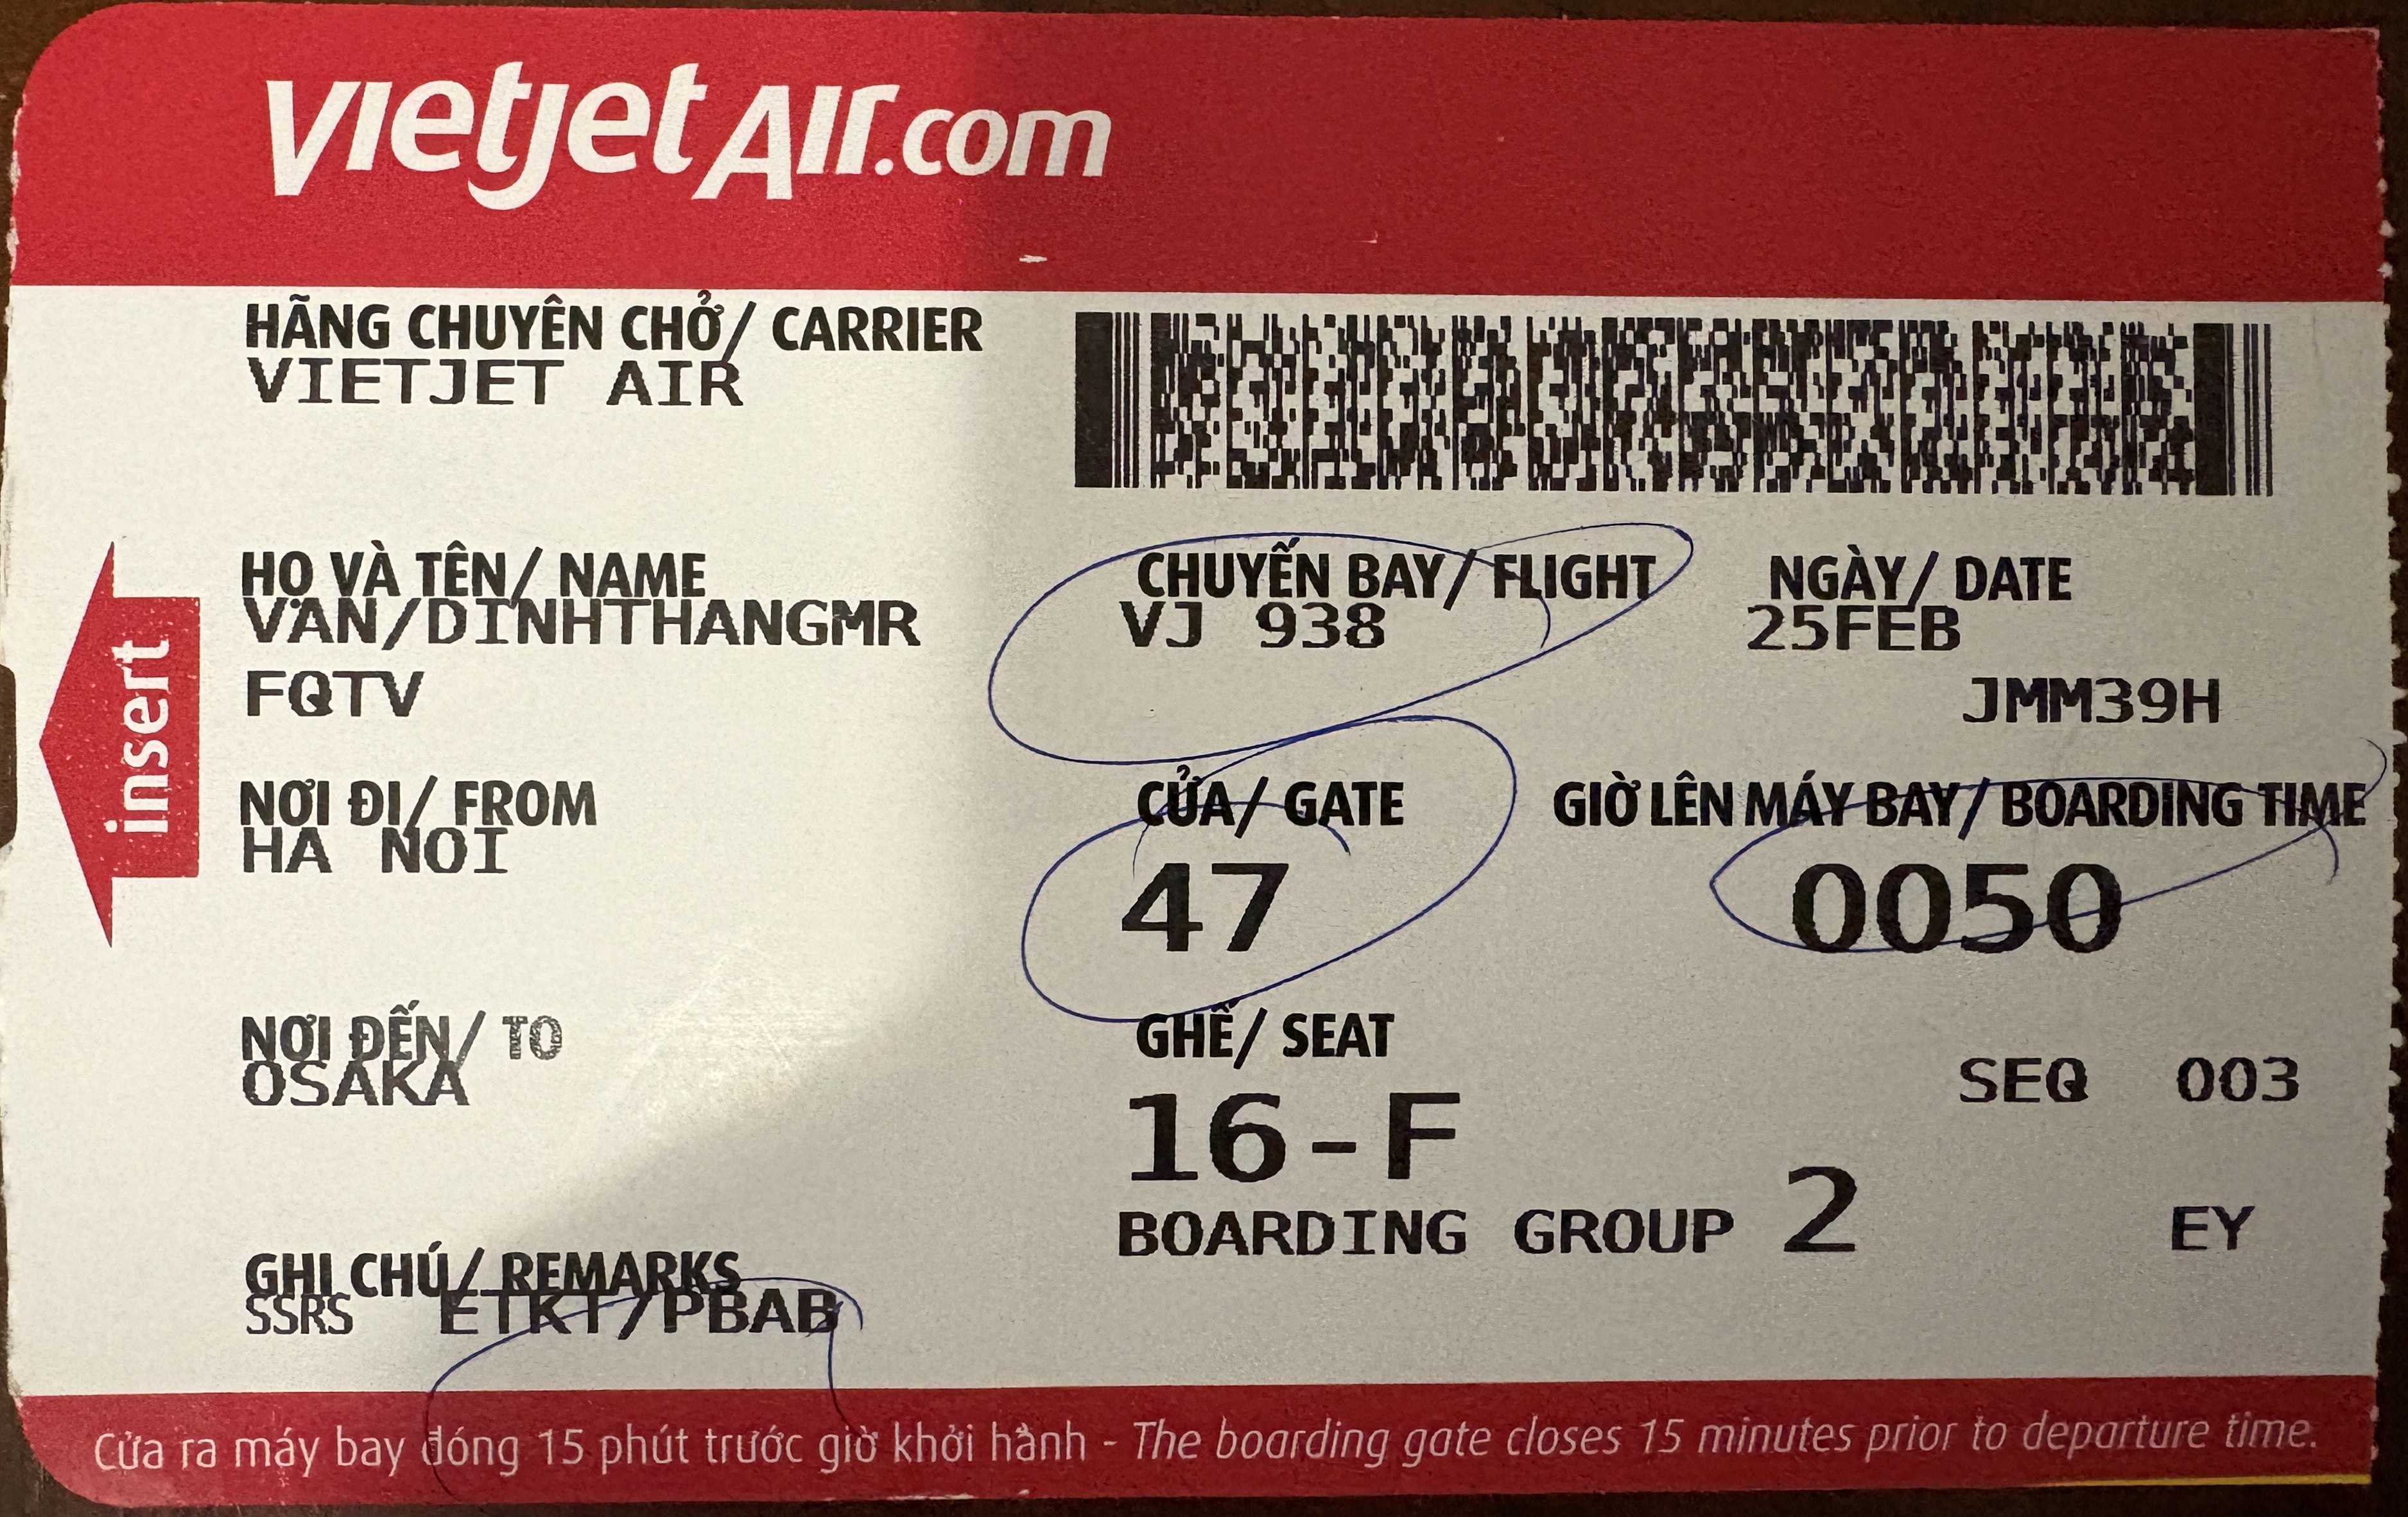 vietjetAir.com
HÃNG CHUYÊN CHỞ/ CARRIER
VIETJET AIR
insert
HỌ VÀ TÊN/ NAME
VAN/DINHTHANGMR
FQTV
CHUYẾN BAY/ FLIGHT
VJ 938
NGÀY/ DATE
25FEB
JMM39H
NƠI ĐI/ FROM
HA NOI
CỬA/ GATE
47
GIỜ LÊN MÁY BAY/ BOARDING TIME
0050
NƠI ĐẾN/ TO
OSAKA
GHẾ/ SEAT
16-F
SEQ 003
BOARDING GROUP 2
EY
GHI CHÚ/ REMARKS
SSRS ETKT/PBAB
Cửa ra máy bay đóng 15 phút trước giờ khởi hành - The boarding gate closes 15 minutes prior to departure time.